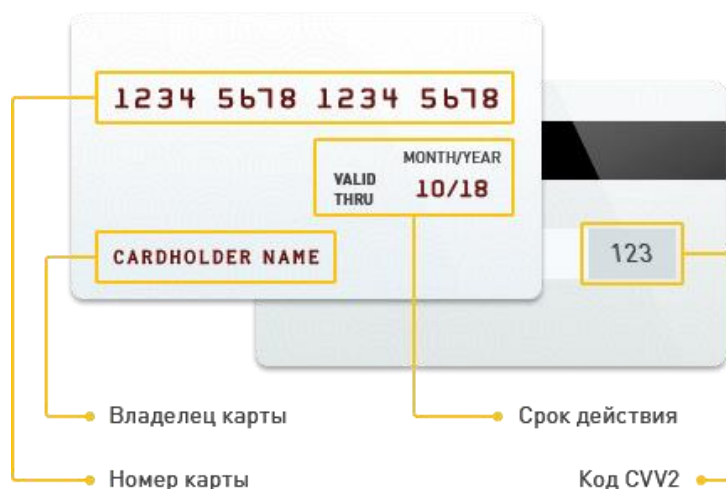 1234 5678 1234 5678
MONTH/YEAR
VALID THRU 10/18
CARDHOLDER NAME
123
Владелец карты
Срок действия
Номер карты
Код CVV2